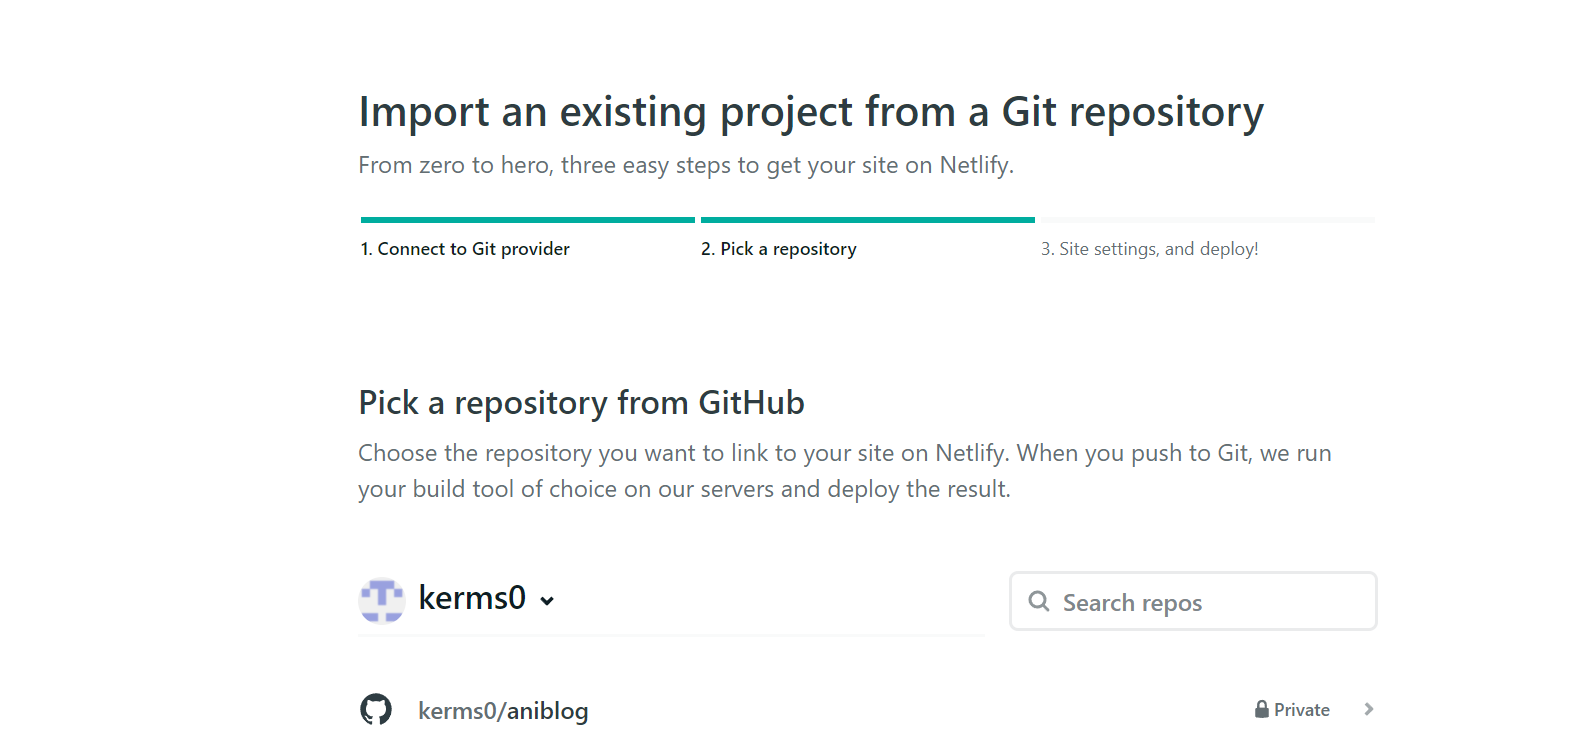 Import an existing project from a Git repository
From zero to hero, three easy steps to get your site on Netlify.
1. Connect to Git provider
2. Pick a repository
3. Site settings, and deploy!
Pick a repository from GitHub
Choose the repository you want to link to your site on Netlify. When you push to Git, we run
your build tool of choice on our servers and deploy the result.
kerms0
Search repos
kerms0/aniblog
Private